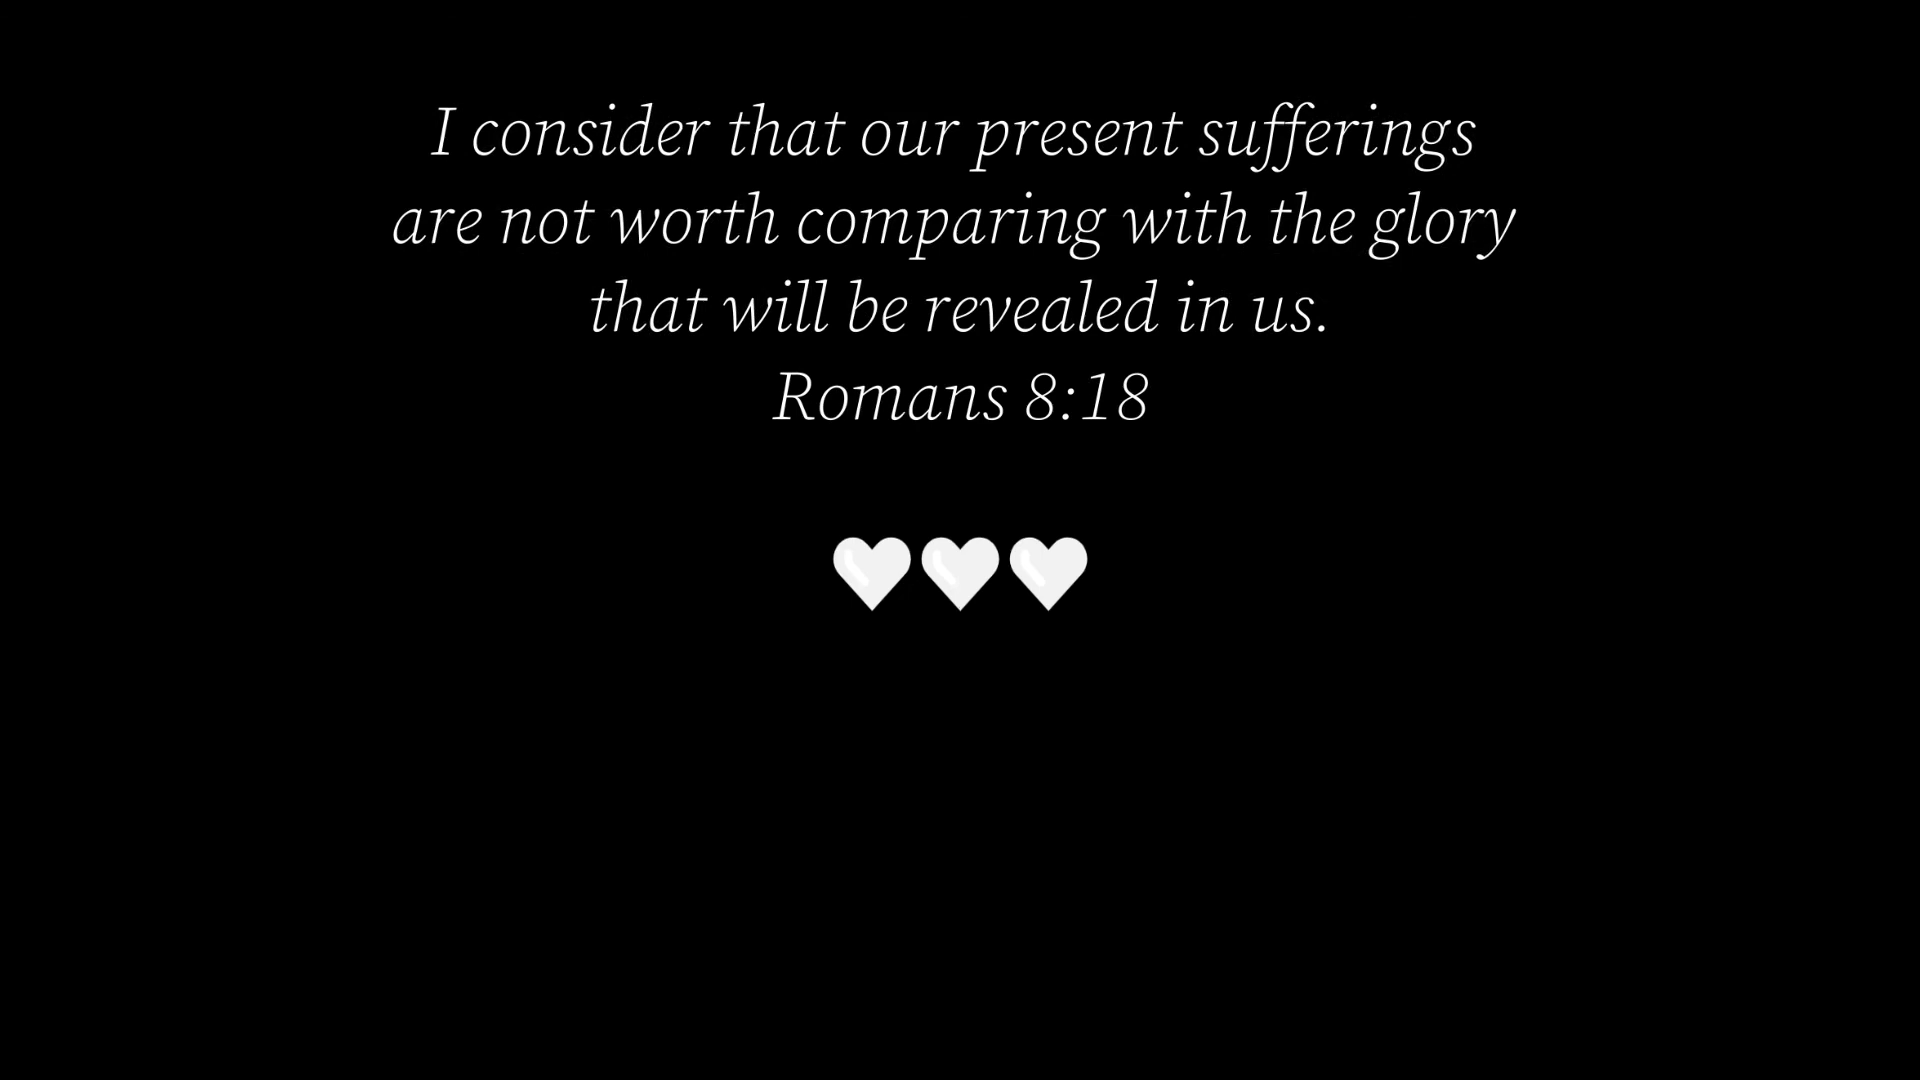 I consider that our present sufferings
are not worth comparing with the glory
that will be revealed in us.
Romans 8:18
🤍🤍🤍